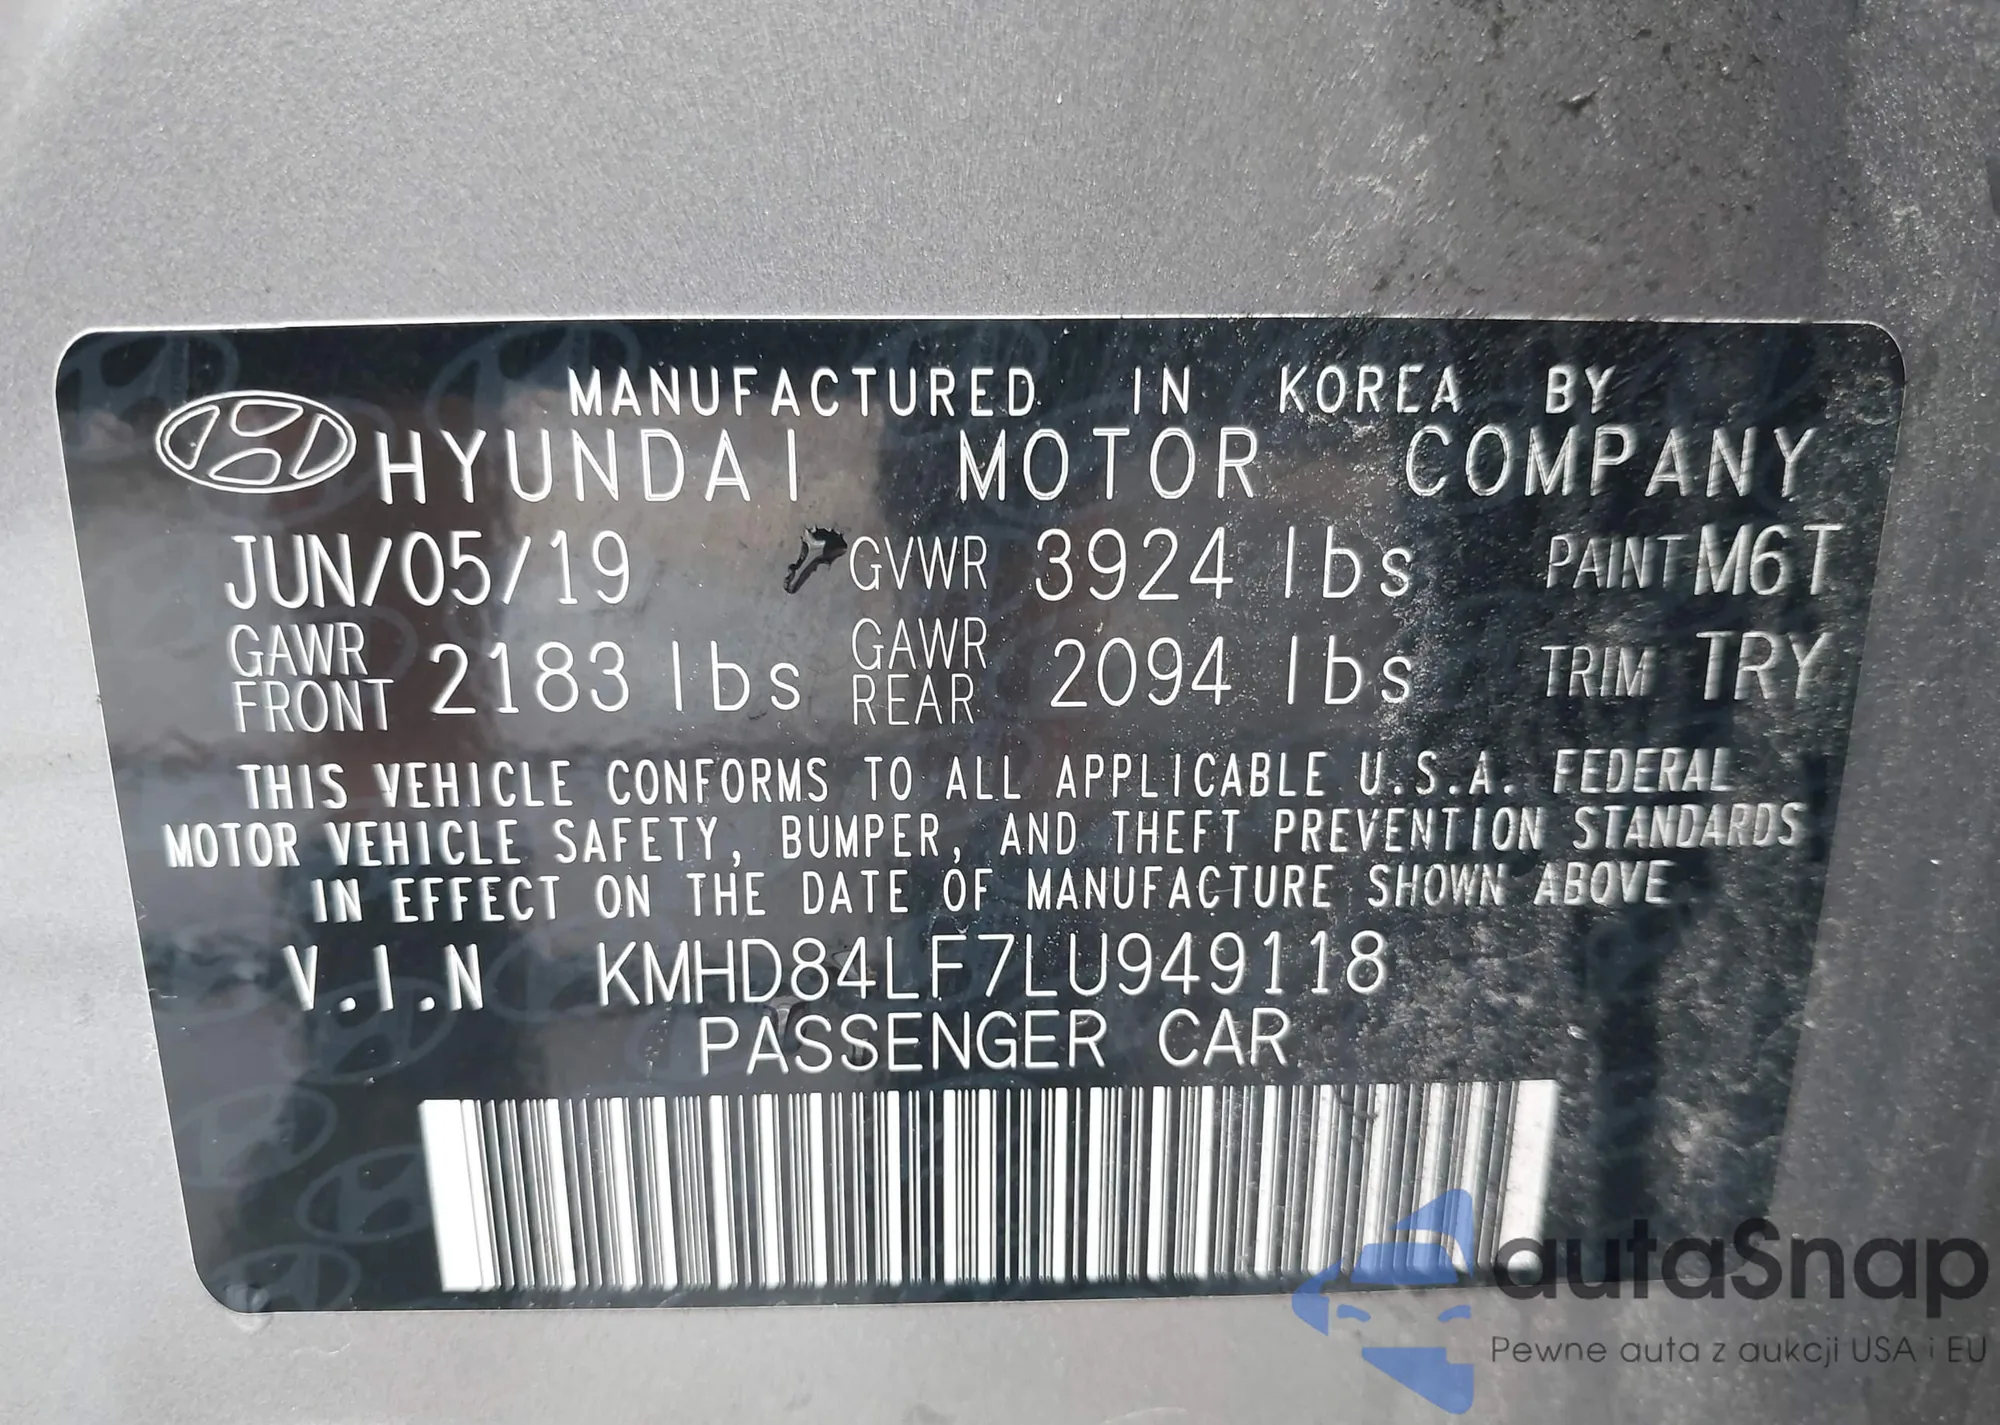 MANUFACTURED IN KOREA BY
HYUNDAI MOTOR COMPANY
JUN/05/19 GVWR 3924 lbs PAINT M6T
GAWR FRONT 2183 lbs GAWR REAR 2094 lbs TRIM TRY
THIS VEHICLE CONFORMS TO ALL APPLICABLE U.S.A. FEDERAL
MOTOR VEHICLE SAFETY, BUMPER, AND THEFT PREVENTION STANDARDS
IN EFFECT ON THE DATE OF MANUFACTURE SHOWN ABOVE
V.I.N KMHD84LF7LU949118
PASSENGER CAR
autaSnap
Pewne auta z aukcji USA i EU